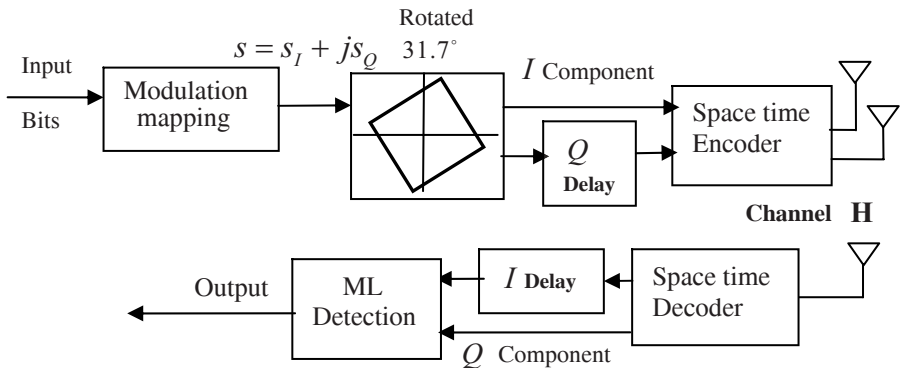 Rotated
s = s_I + js_Q
31.7°
Input
Bits
Modulation
mapping
I Component
Q
Delay
Space time
Encoder
Channel H
Output
ML
Detection
I Delay
Space time
Decoder
Q Component